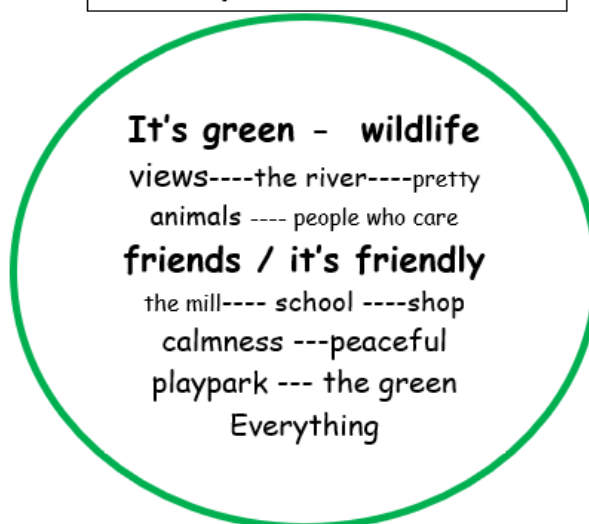 It's green - wildlife
views----the river----pretty
animals ---- people who care
friends / it's friendly
the mill---- school ----shop
calmness ---peaceful
playpark --- the green
Everything